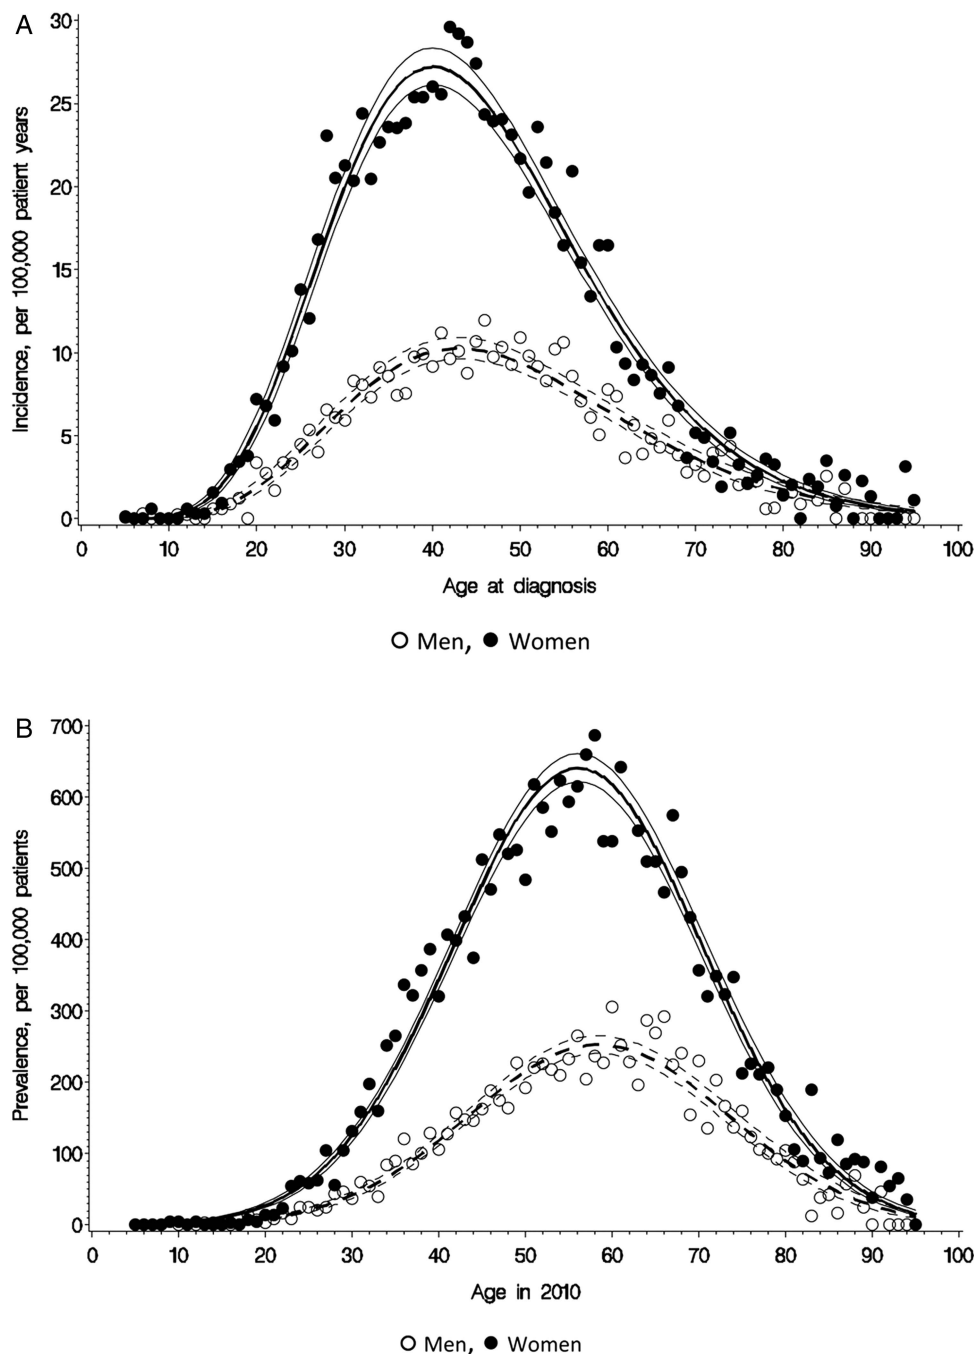 A
Incidence, per 100,000 patient years
30
25
20
15
10
5
0
0 10 20 30 40 50 60 70 80 90 100
Age at diagnosis
Men, Women
B
Prevalence, per 100,000 patients
700
600
500
400
300
200
100
0
0 10 20 30 40 50 60 70 80 90 100
Age in 2010
Men, Women